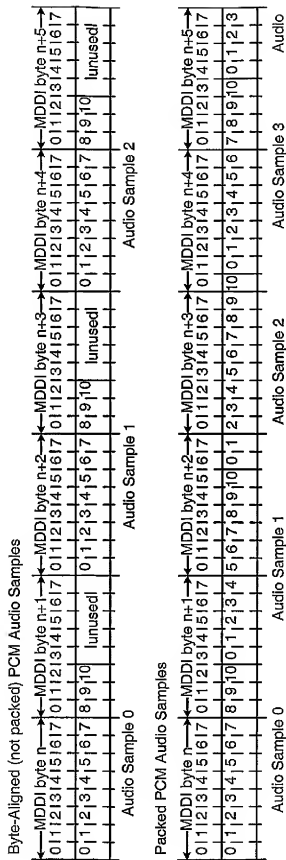 Byte-Aligned (not packed) PCM Audio Samples
MDDI byte n MDDI byte n+1 MDDI byte n+2 MDDI byte n+3 MDDI byte n+4 MDDI byte n+5
0|1|2|3|4|5|6|7 0|1|2|3|4|5|6|7 0|1|2|3|4|5|6|7 0|1|2|3|4|5|6|7 0|1|2|3|4|5|6|7 0|1|2|3|4|5|6|7
0|1|2|3|4|5|6|7 8|9|10 unused 0|1|2|3|4|5|6|7 8|9|10 unused 0|1|2|3|4|5|6|7 8|9|10 unused
Audio Sample 0 Audio Sample 1 Audio Sample 2
Packed PCM Audio Samples
MDDI byte n MDDI byte n+1 MDDI byte n+2 MDDI byte n+3 MDDI byte n+4 MDDI byte n+5
0|1|2|3|4|5|6|7 0|1|2|3|4|5|6|7 0|1|2|3|4|5|6|7 0|1|2|3|4|5|6|7 0|1|2|3|4|5|6|7 0|1|2|3|4|5|6|7
0|1|2|3|4|5|6|7 8|9|10 0|1|2|3|4 5|6|7|8|9|10 0|1 2|3|4|5|6|7|8|9 10 0|1|2|3|4|5|6 7|8|9|10 0|1|2|3
Audio Sample 0 Audio Sample 1 Audio Sample 2 Audio Sample 3 Audio